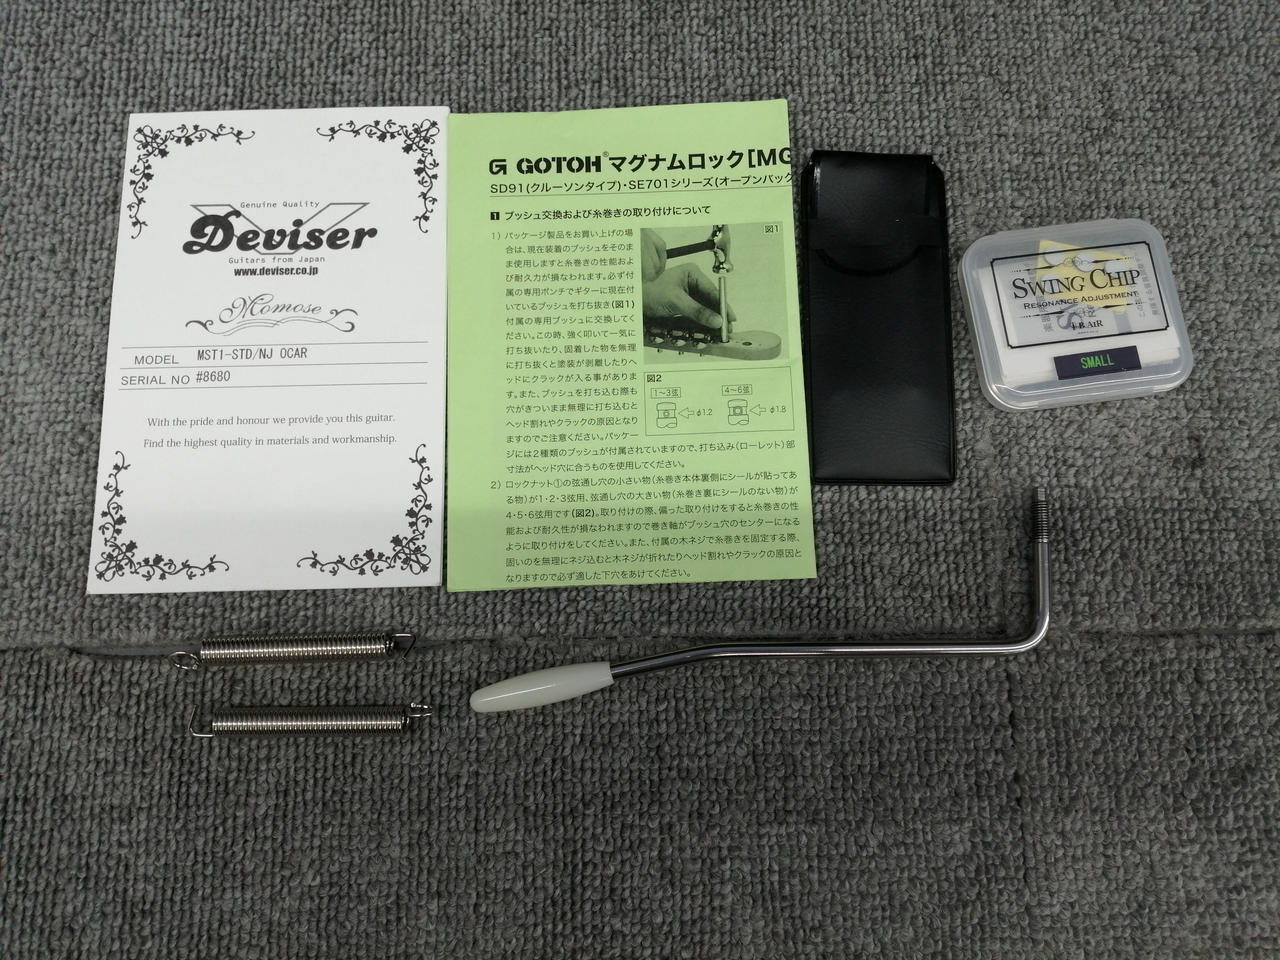 Genuine Quality
Deviser
Guitars from Japan
www.deviser.co.jp
Momose
MODEL MST1-STD/NJ OCAR
SERIAL NO #8680
With the pride and honour we provide you this guitar.
Find the highest quality in materials and workmanship.
GOTOH® マグナムロック[MG
SD91(クルーソンタイプ)・SE701シリーズ(オープンバック
1 ブッシュ交換および糸巻きの取り付けについて
1) パッケージ製品をお買い上げの場
合は、現在装着のブッシュをそのま
ま使用しますと糸巻きの性能およ
び耐久力が損なわれます。必ず付
属の専用ポンチでギターに現在付
いているブッシュを打ち抜き(図1)
付属の専用ブッシュに交換してく
ださい。この時、強く叩いて一気に
打ち抜いたり、固着した物を無理
に打ち抜くと塗装が剥離したりヘ
ッドにクラックが入る事がありま
す。また、ブッシュを打ち込む際も
穴がきついまま無理に打ち込むと
ヘッド割れやクラックの原因とな
りますのでご注意ください。パッケー
ジには2種類のブッシュが付属されていますので、打ち込み(ローレット)部
寸法がヘッド穴に合うものを使用してください。
2) ロックナット①の弦通し穴の小さい物(糸巻き本体裏側にシールが貼ってあ
る物)が1・2・3弦用、弦通し穴の大きい物(糸巻き裏にシールのない物)が
4・5・6弦用です(図2)。取り付けの際、偏った取り付けをすると糸巻きの性
能および耐久性が損なわれますので巻き軸がブッシュ穴のセンターになる
ように取り付けをしてください。また、付属の木ネジで糸巻きを固定する際、
固いのを無理にネジ込むと木ネジが折れたりヘッド割れやクラックの原因と
なりますので必ず適した下穴をあけてください。
図1
図2
1〜3弦
4〜6弦
φ1.2
φ1.8
SWING CHIP
RESONANCE ADJUSTMENT
SMALL